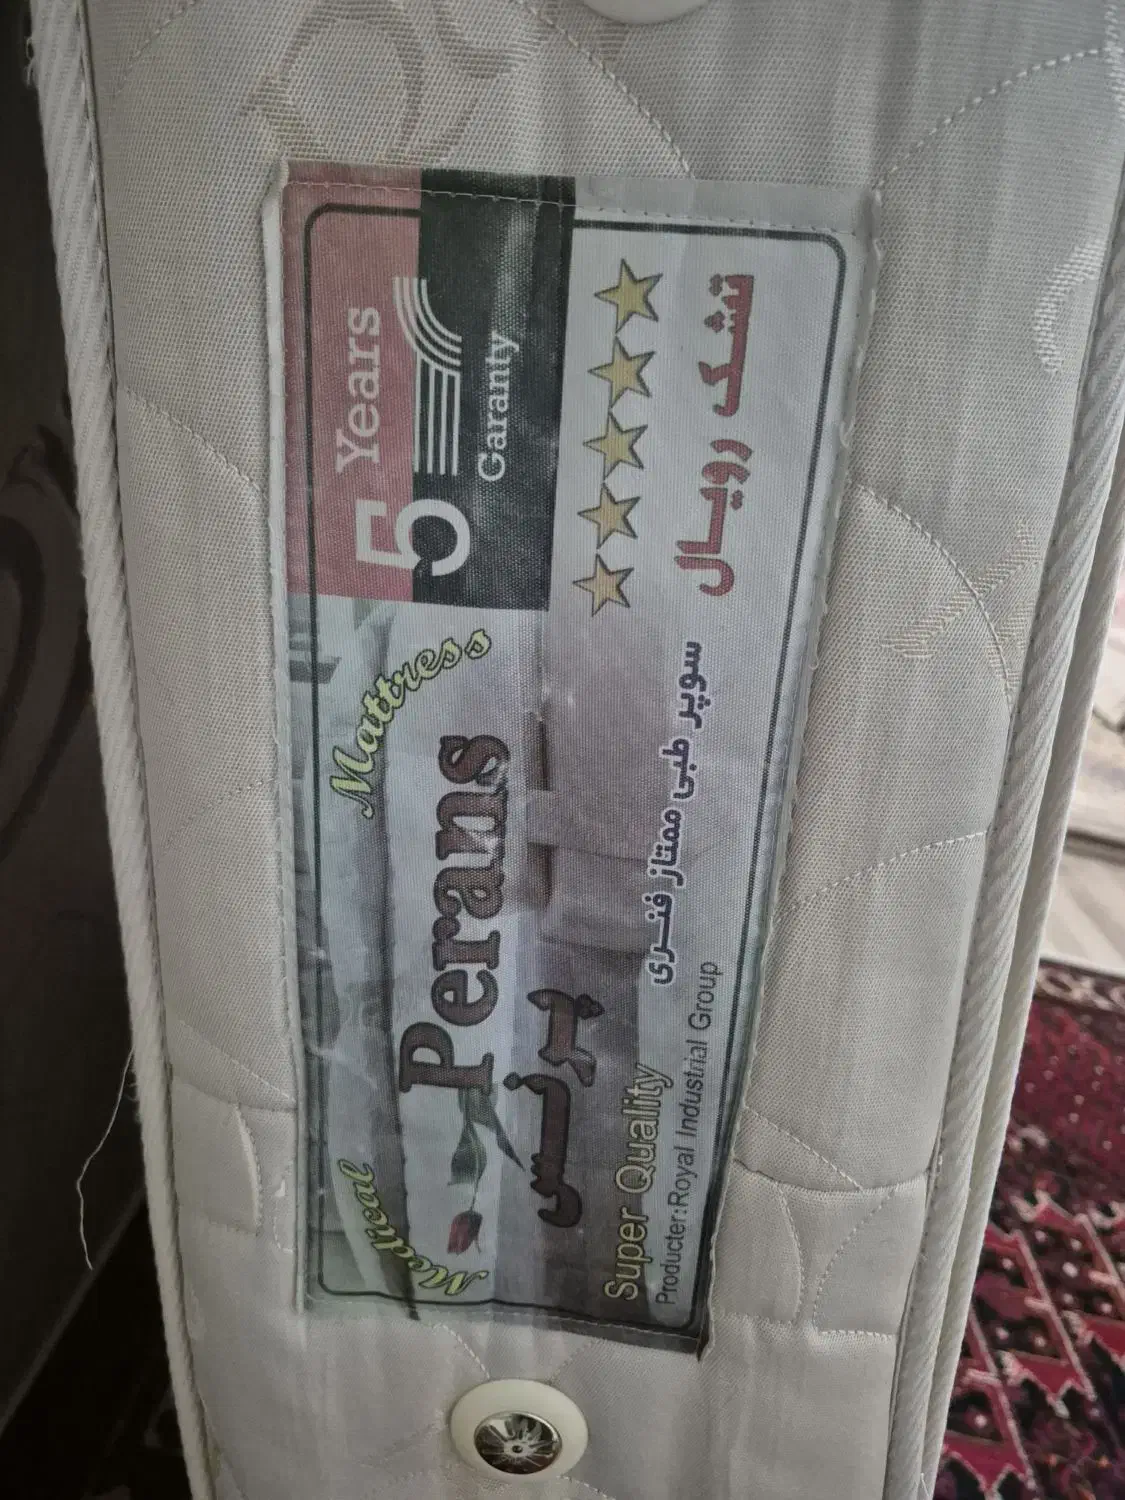 5 Years
Garanty
تشک رویال
Medical Mattress
Perans
پرنس
سوپر طبی ممتاز فنری
Super Quality
Producter:Royal Industrial Group